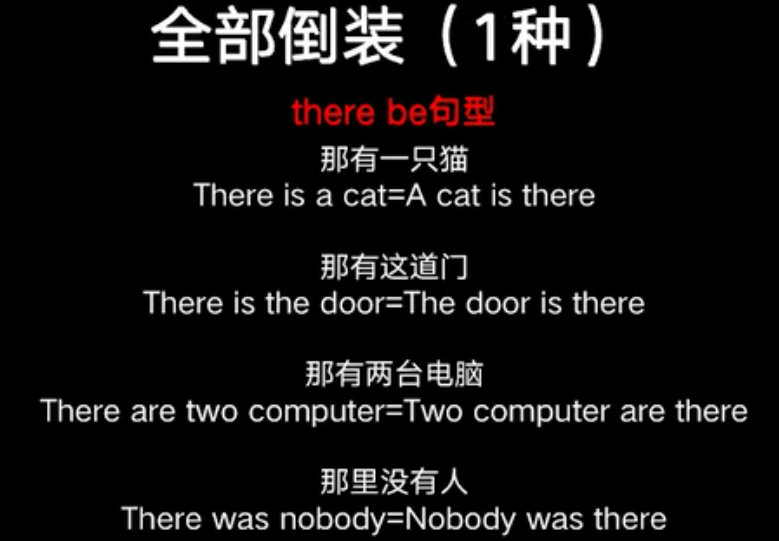 全部倒装（1种）
there be句型
那有一只猫
There is a cat=A cat is there
那有这道门
There is the door=The door is there
那有两台电脑
There are two computer=Two computer are there
那里没有人
There was nobody=Nobody was there